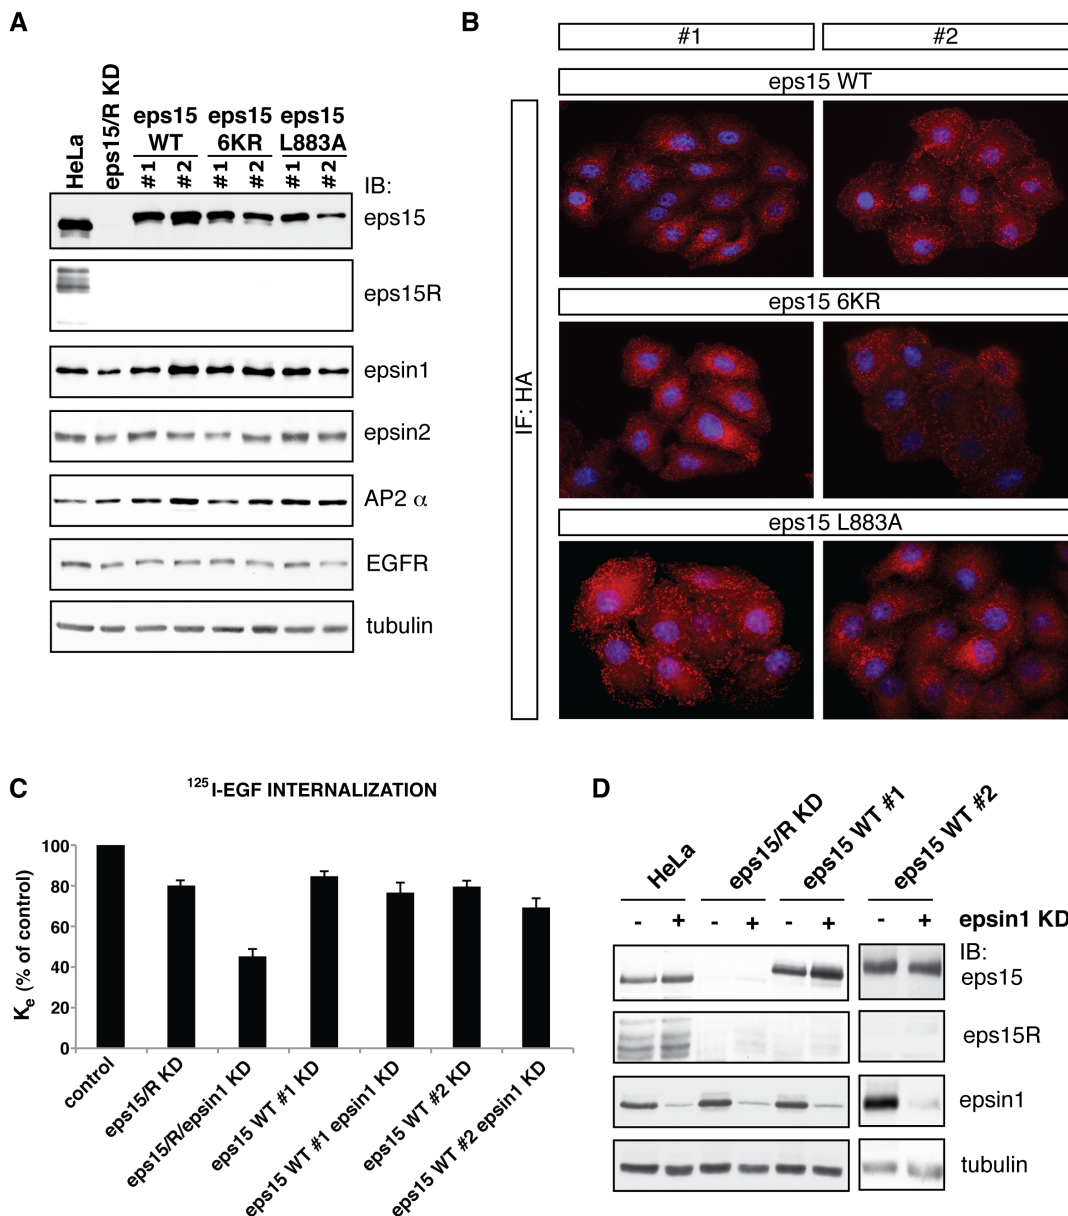 A
HeLa
eps15/R KD
eps15 WT
eps15 6KR
eps15 L883A
#1 #2 #1 #2 #1 #2
IB:
eps15
eps15R
epsin1
epsin2
AP2 α
EGFR
tubulin
B
#1 #2
eps15 WT
eps15 6KR
eps15 L883A
IF: HA
C
¹²⁵I-EGF INTERNALIZATION
Kₑ (% of control)
100
80
60
40
20
0
control
eps15/R KD
eps15/R/epsin1 KD
eps15 WT #1 KD
eps15 WT #1 epsin1 KD
eps15 WT #2 KD
eps15 WT #2 epsin1 KD
D
HeLa
eps15/R KD
eps15 WT #1
eps15 WT #2
- + - + - + - + epsin1 KD
IB:
eps15
eps15R
epsin1
tubulin